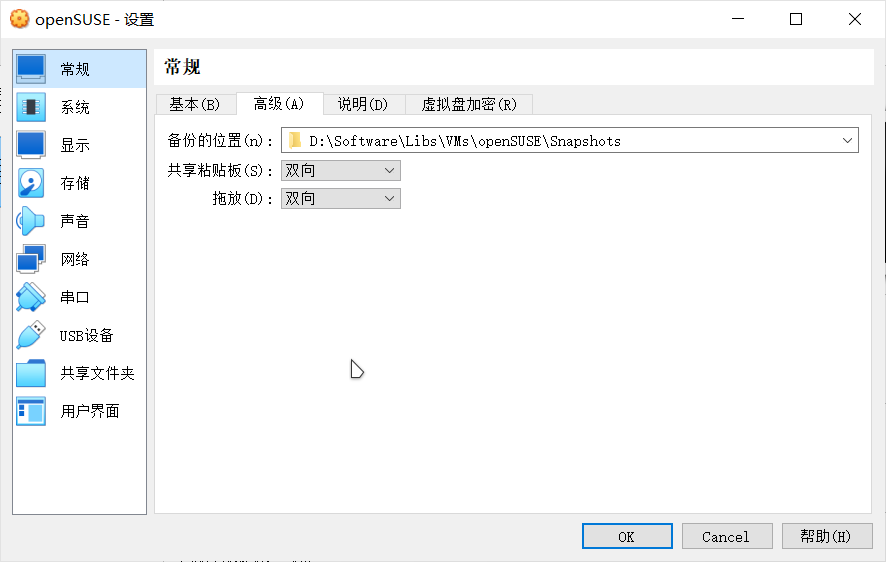 openSUSE - 设置
常规
系统
显示
存储
声音
网络
串口
USB设备
共享文件夹
用户界面
常规
基本(B) 高级(A) 说明(D) 虚拟盘加密(R)
备份的位置(n): D:\Software\Libs\VMs\openSUSE\Snapshots
共享粘贴板(S): 双向
拖放(D): 双向
OK Cancel 帮助(H)